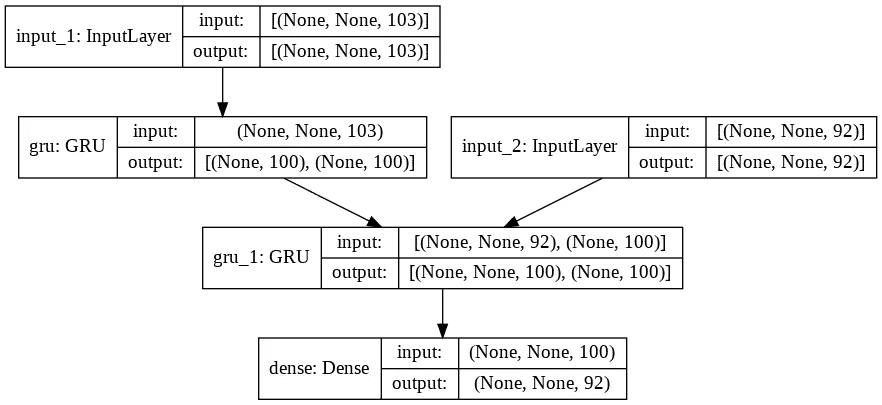 input_1: InputLayer
input: [(None, None, 103)]
output: [(None, None, 103)]
gru: GRU
input: (None, None, 103)
output: [(None, 100), (None, 100)]
input_2: InputLayer
input: [(None, None, 92)]
output: [(None, None, 92)]
gru_1: GRU
input: [(None, None, 92), (None, 100)]
output: [(None, None, 100), (None, 100)]
dense: Dense
input: (None, None, 100)
output: (None, None, 92)